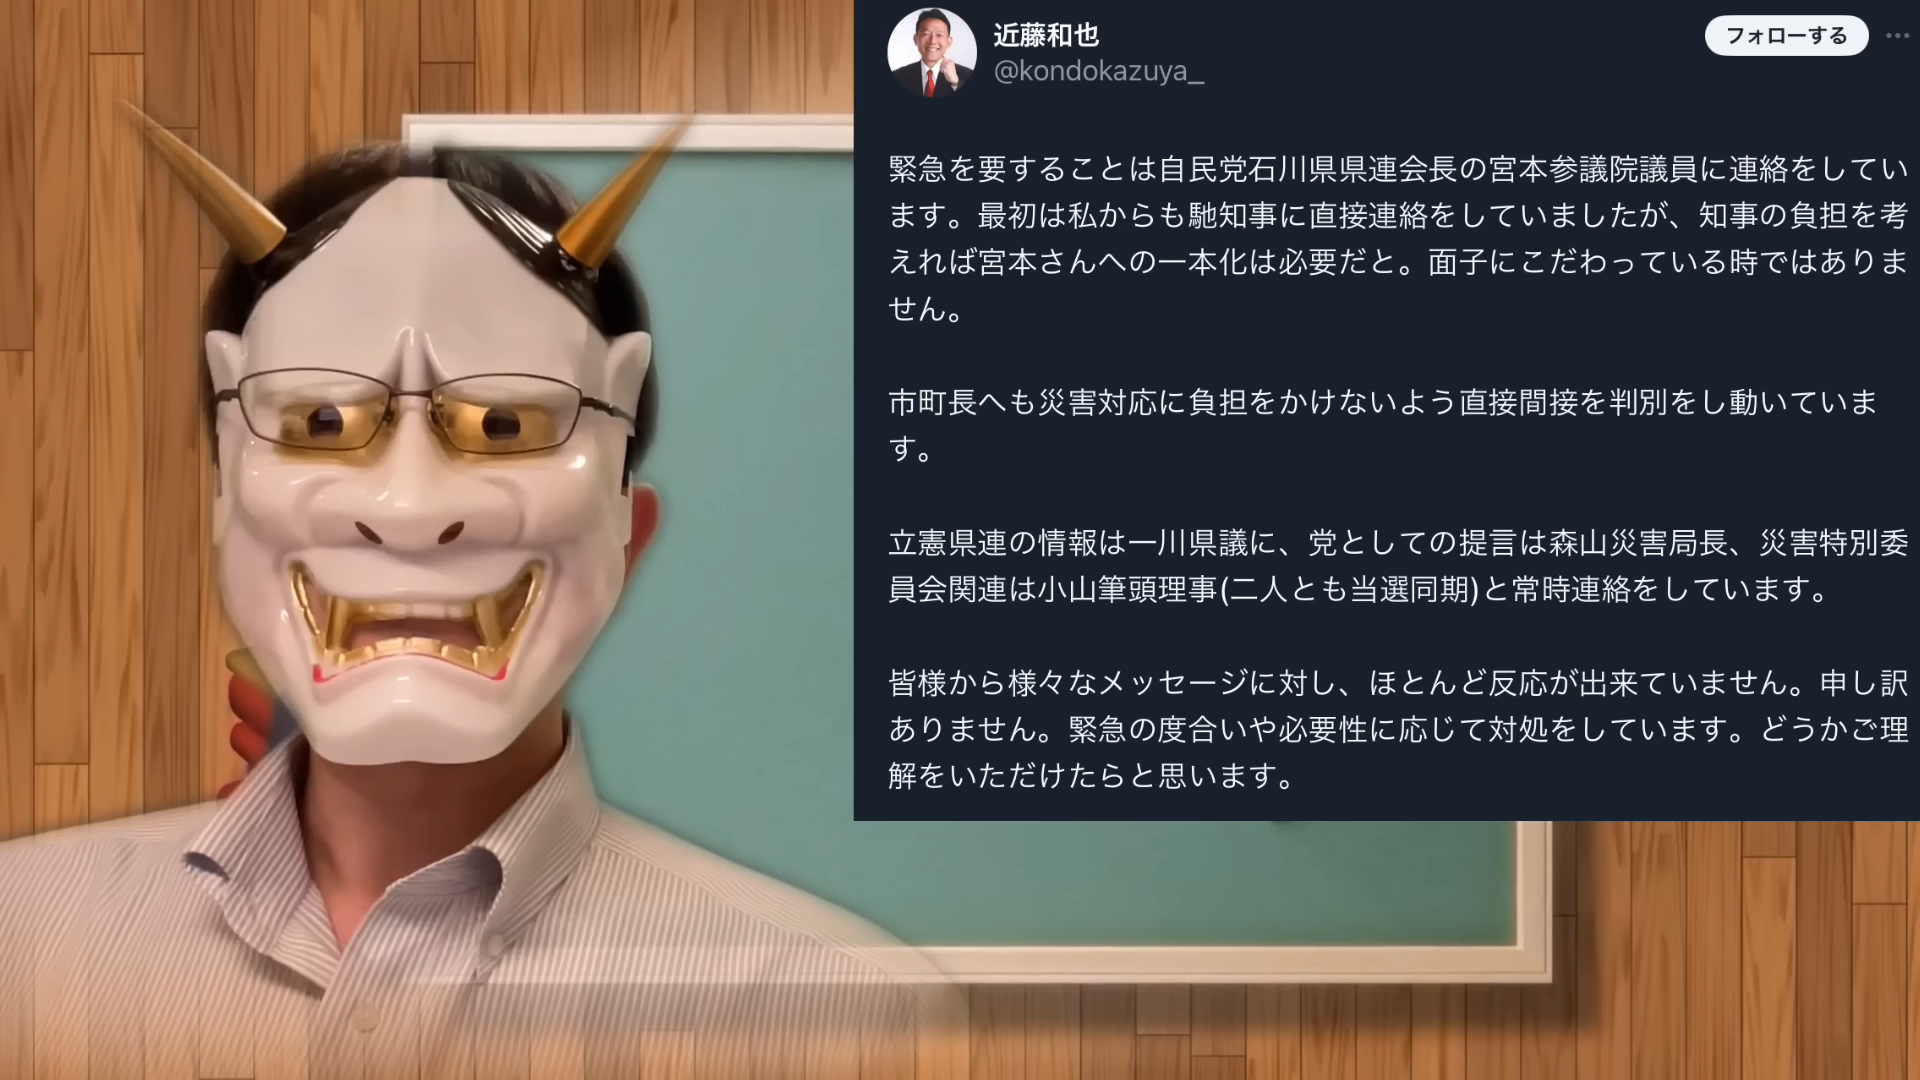 近藤和也
フォローする
@kondokazuya_
緊急を要することは自民党石川県県連会長の宮本参議院議員に連絡をしてい
ます。最初は私からも馳知事に直接連絡をしていましたが、知事の負担を考
えれば宮本さんへの一本化は必要だと。面子にこだわっている時ではありま
せん。
市町長へも災害対応に負担をかけないよう直接間接を判別をし動いていま
す。
立憲県連の情報は一川県議に、党としての提言は森山災害局長、災害特別委
員会関連は小山筆頭理事(二人とも当選同期)と常時連絡をしています。
皆様から様々なメッセージに対し、ほとんど反応が出来ていません。申し訳
ありません。緊急の度合いや必要性に応じて対処をしています。どうかご理
解をいただけたらと思います。